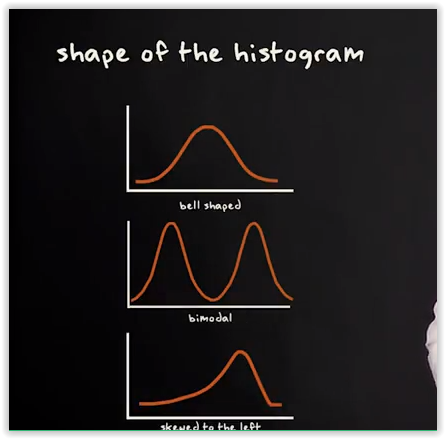 shape of the histogram
bell shaped
bimodal
skewed to the left